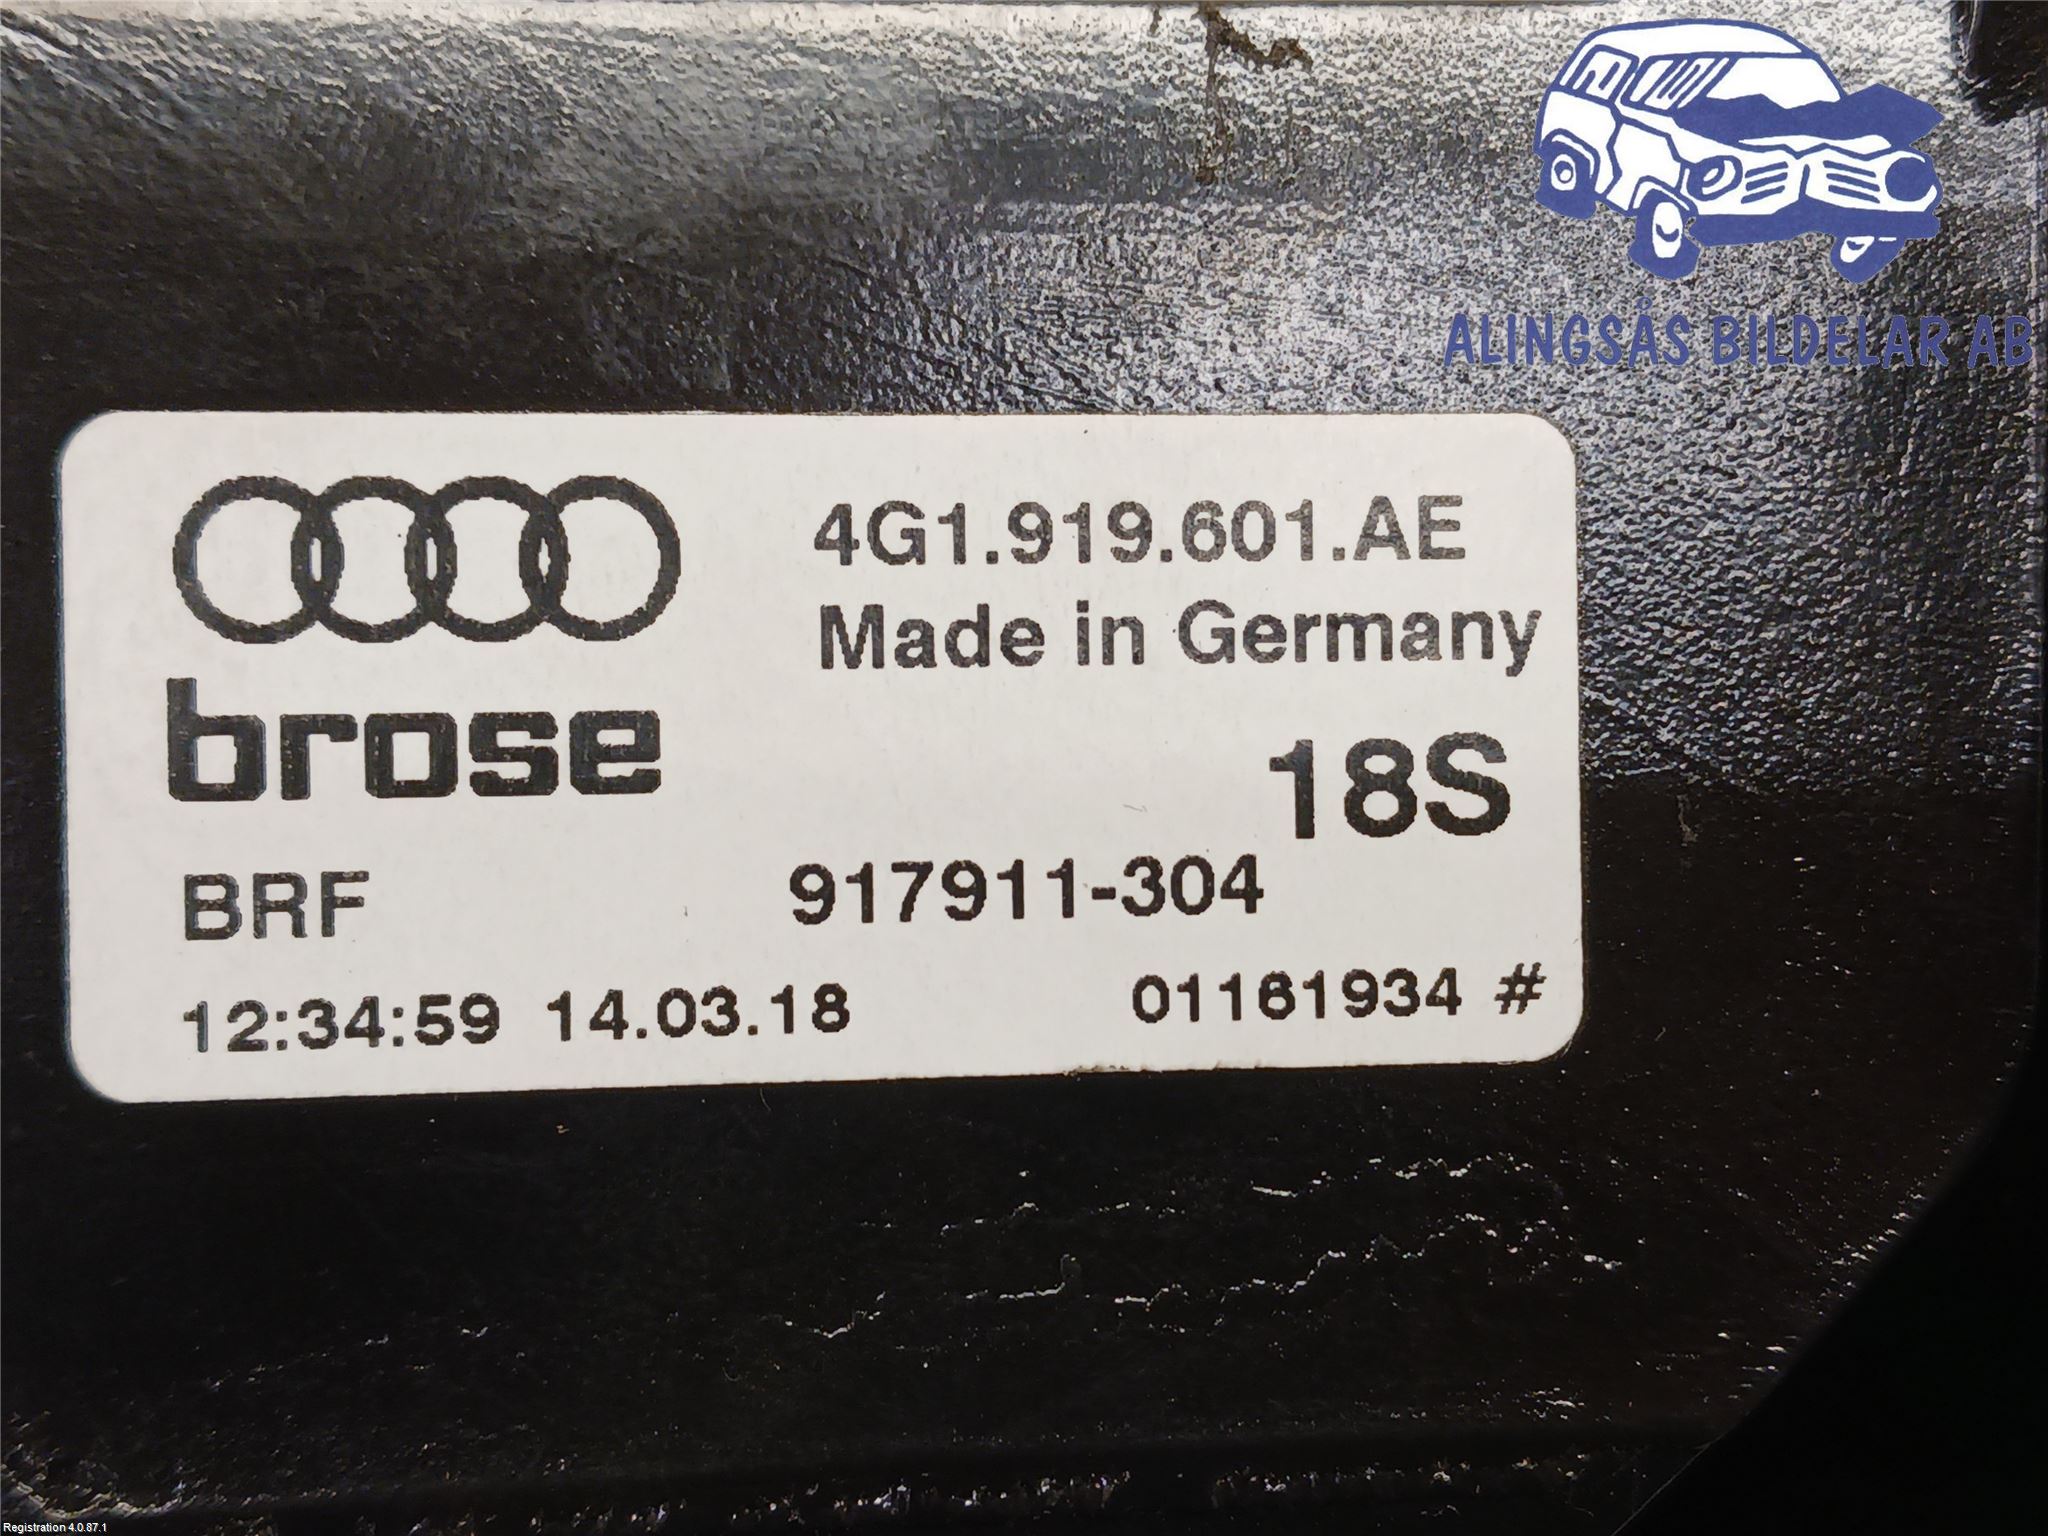 ALINGSÅS BILDELAR AB
4G1.919.601.AE
Made in Germany
brose
18S
BRF 917911-304
12:34:59 14.03.18 01161934 #
Registration 4.0.87.1